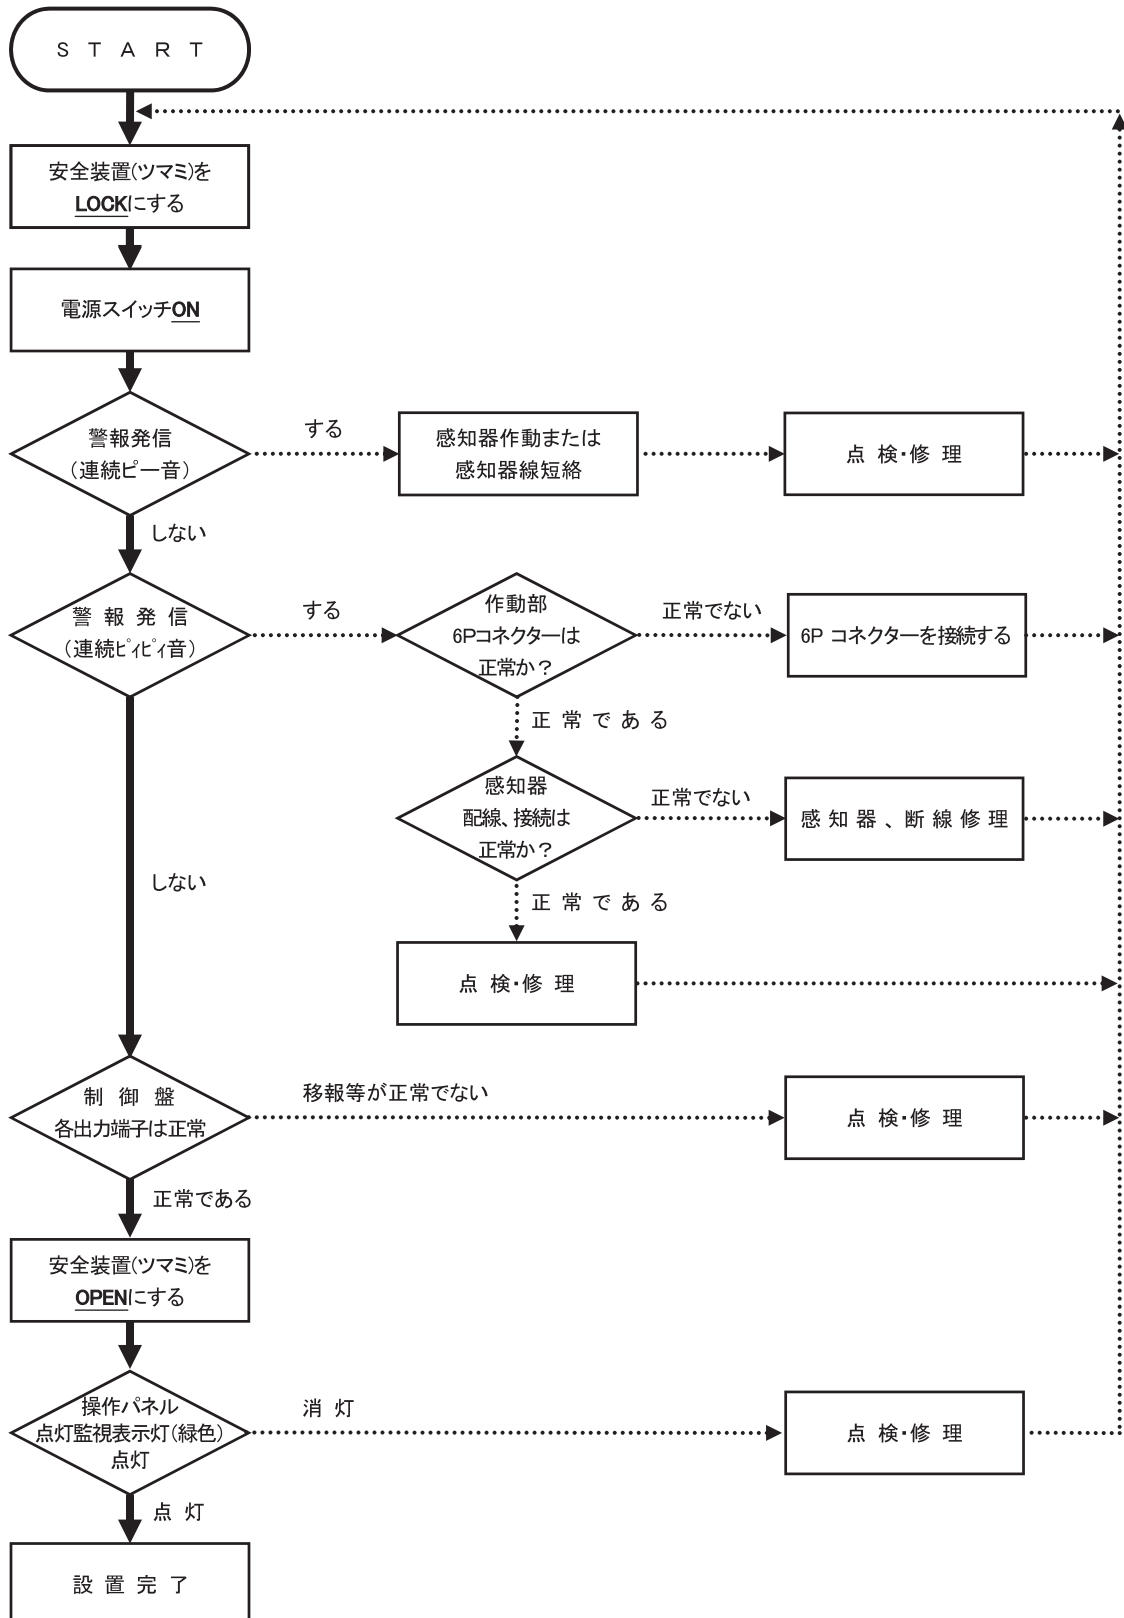 START
安全装置(ツマミ)を
LOCKにする
電源スイッチON
警報発信
（連続ピー音）
する
感知器作動または
感知器線短絡
点検・修理
しない
警報発信
（連続ピィピィ音）
する
作動部
6Pコネクターは
正常か？
正常でない
6Pコネクターを接続する
正常である
感知器
配線、接続は
正常か？
正常でない
感知器、断線修理
正常である
点検・修理
しない
制御盤
各出力端子は正常
移報等が正常でない
点検・修理
正常である
安全装置(ツマミ)を
OPENにする
操作パネル
点灯監視表示灯(緑色)
点灯
消灯
点検・修理
点灯
設置完了